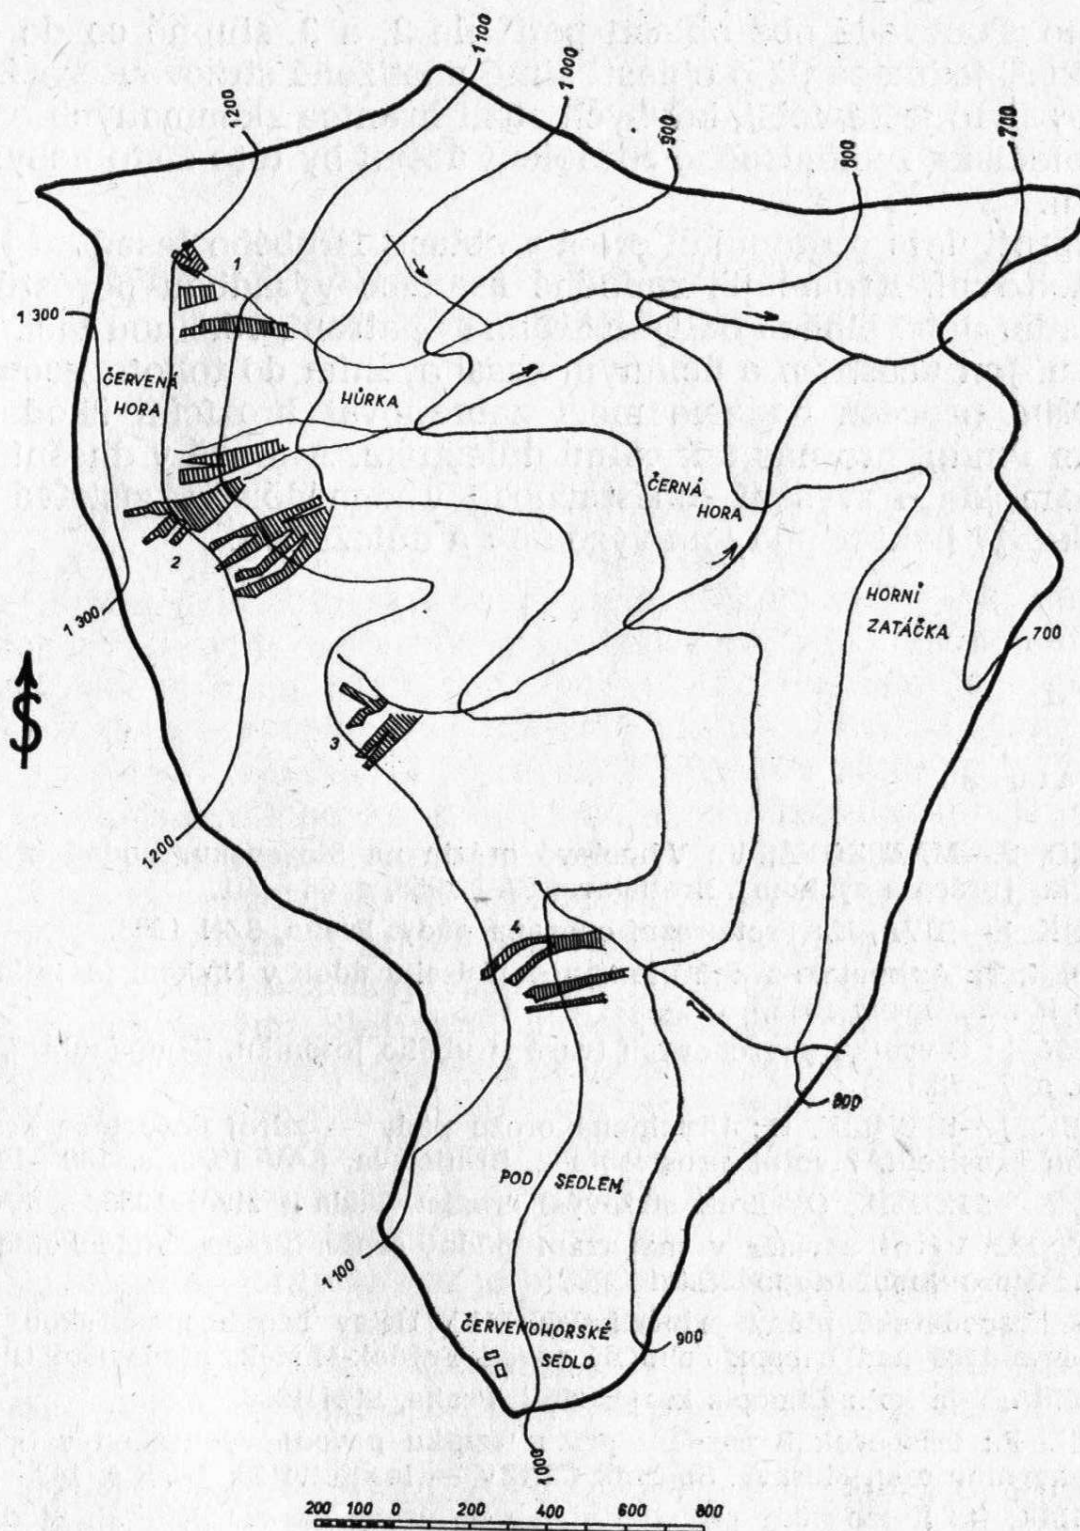 1100
1000
900
800
700
1200
1
1 300
ČERVENÁ
HORA
HŮRKA
ČERNÁ
HORA
2
HORNÍ
ZATÁČKA
1 300
700
S
3
1200
4
800
POD SEDLEM
1 100
ČERVENOHORSKÉ
SEDLO
900
1000
200 100 0 200 400 600 800